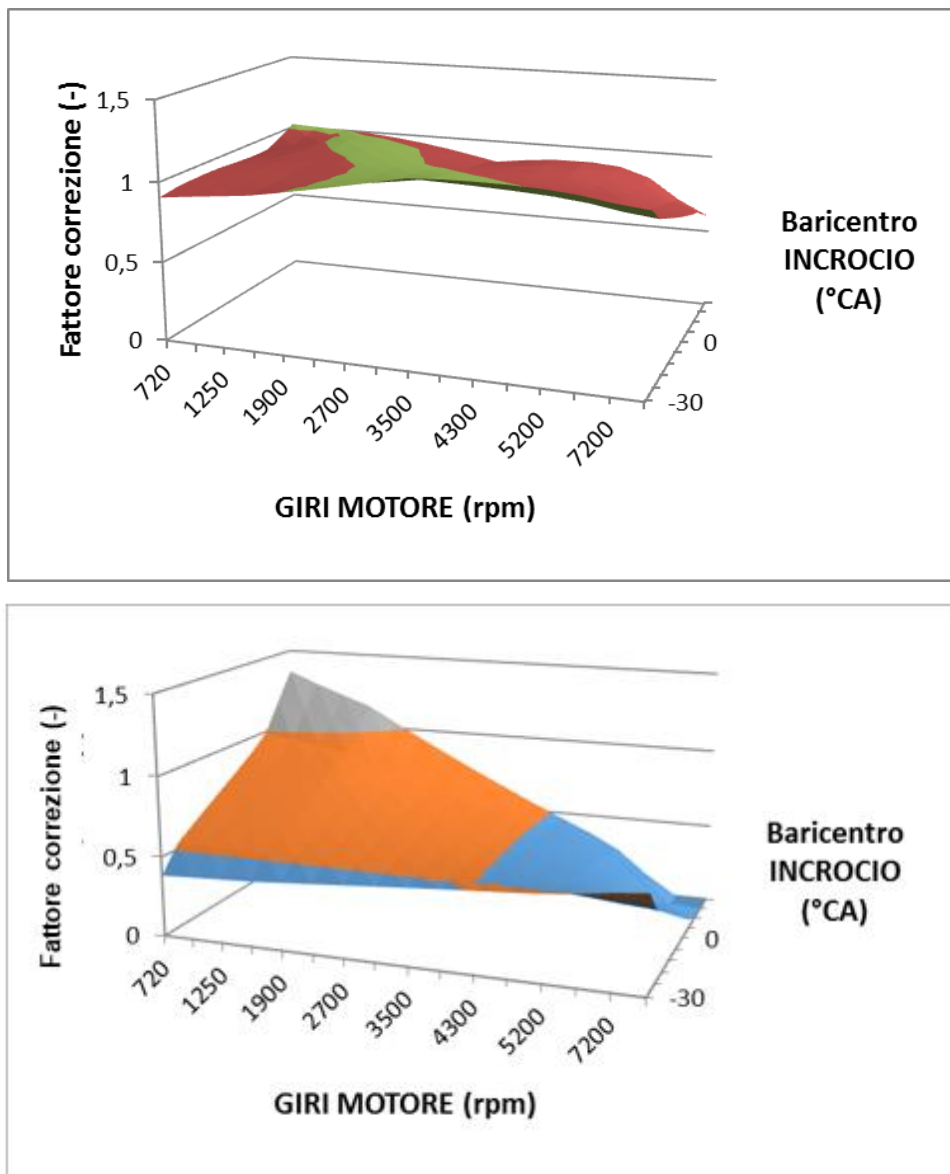 Fattore correzione (-)
1,5
1
0,5
0
720
1250
1900
2700
3500
4300
5200
7200
0
-30
Baricentro
INCROCIO
(°CA)
GIRI MOTORE (rpm)
Fattore correzione (-)
1,5
1
0,5
0
720
1250
1900
2700
3500
4300
5200
7200
0
-30
Baricentro
INCROCIO
(°CA)
GIRI MOTORE (rpm)